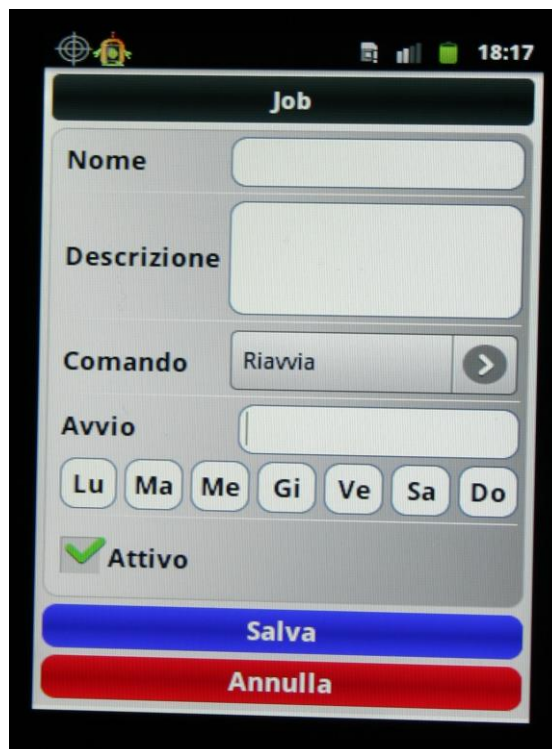 18:17
Job
Nome
Descrizione
Comando Riavvia
Avvio
Lu Ma Me Gi Ve Sa Do
Attivo
Salva
Annulla